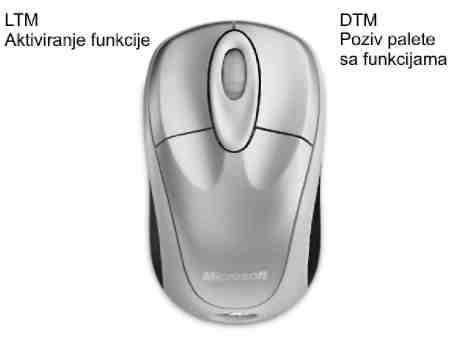 LTM
Aktiviranje funkcije
DTM
Poziv palete
sa funkcijama
Microsoft